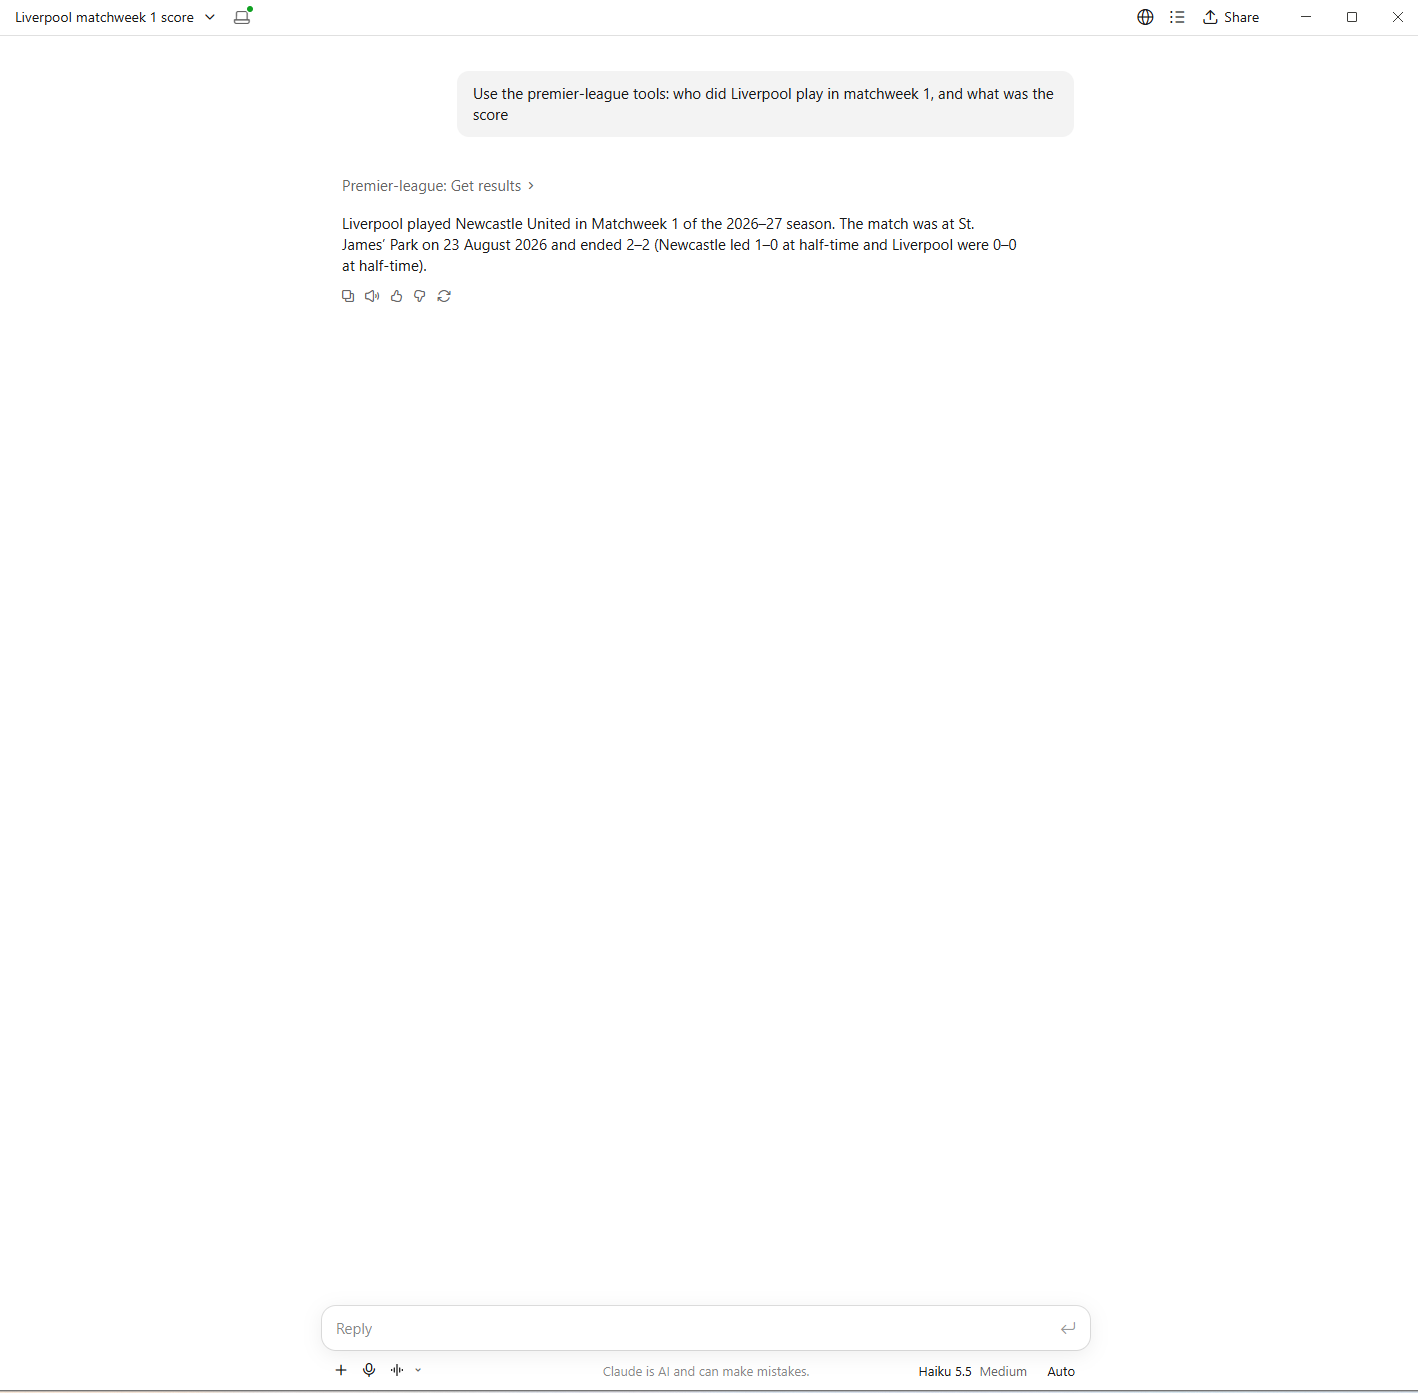 Liverpool matchweek 1 score
Share
Use the premier-league tools: who did Liverpool play in matchweek 1, and what was the
score
Premier-league: Get results
Liverpool played Newcastle United in Matchweek 1 of the 2026–27 season. The match was at St.
James’ Park on 23 August 2026 and ended 2–2 (Newcastle led 1–0 at half-time and Liverpool were 0–0
at half-time).
Reply
Claude is AI and can make mistakes.
Haiku 5.5 Medium Auto